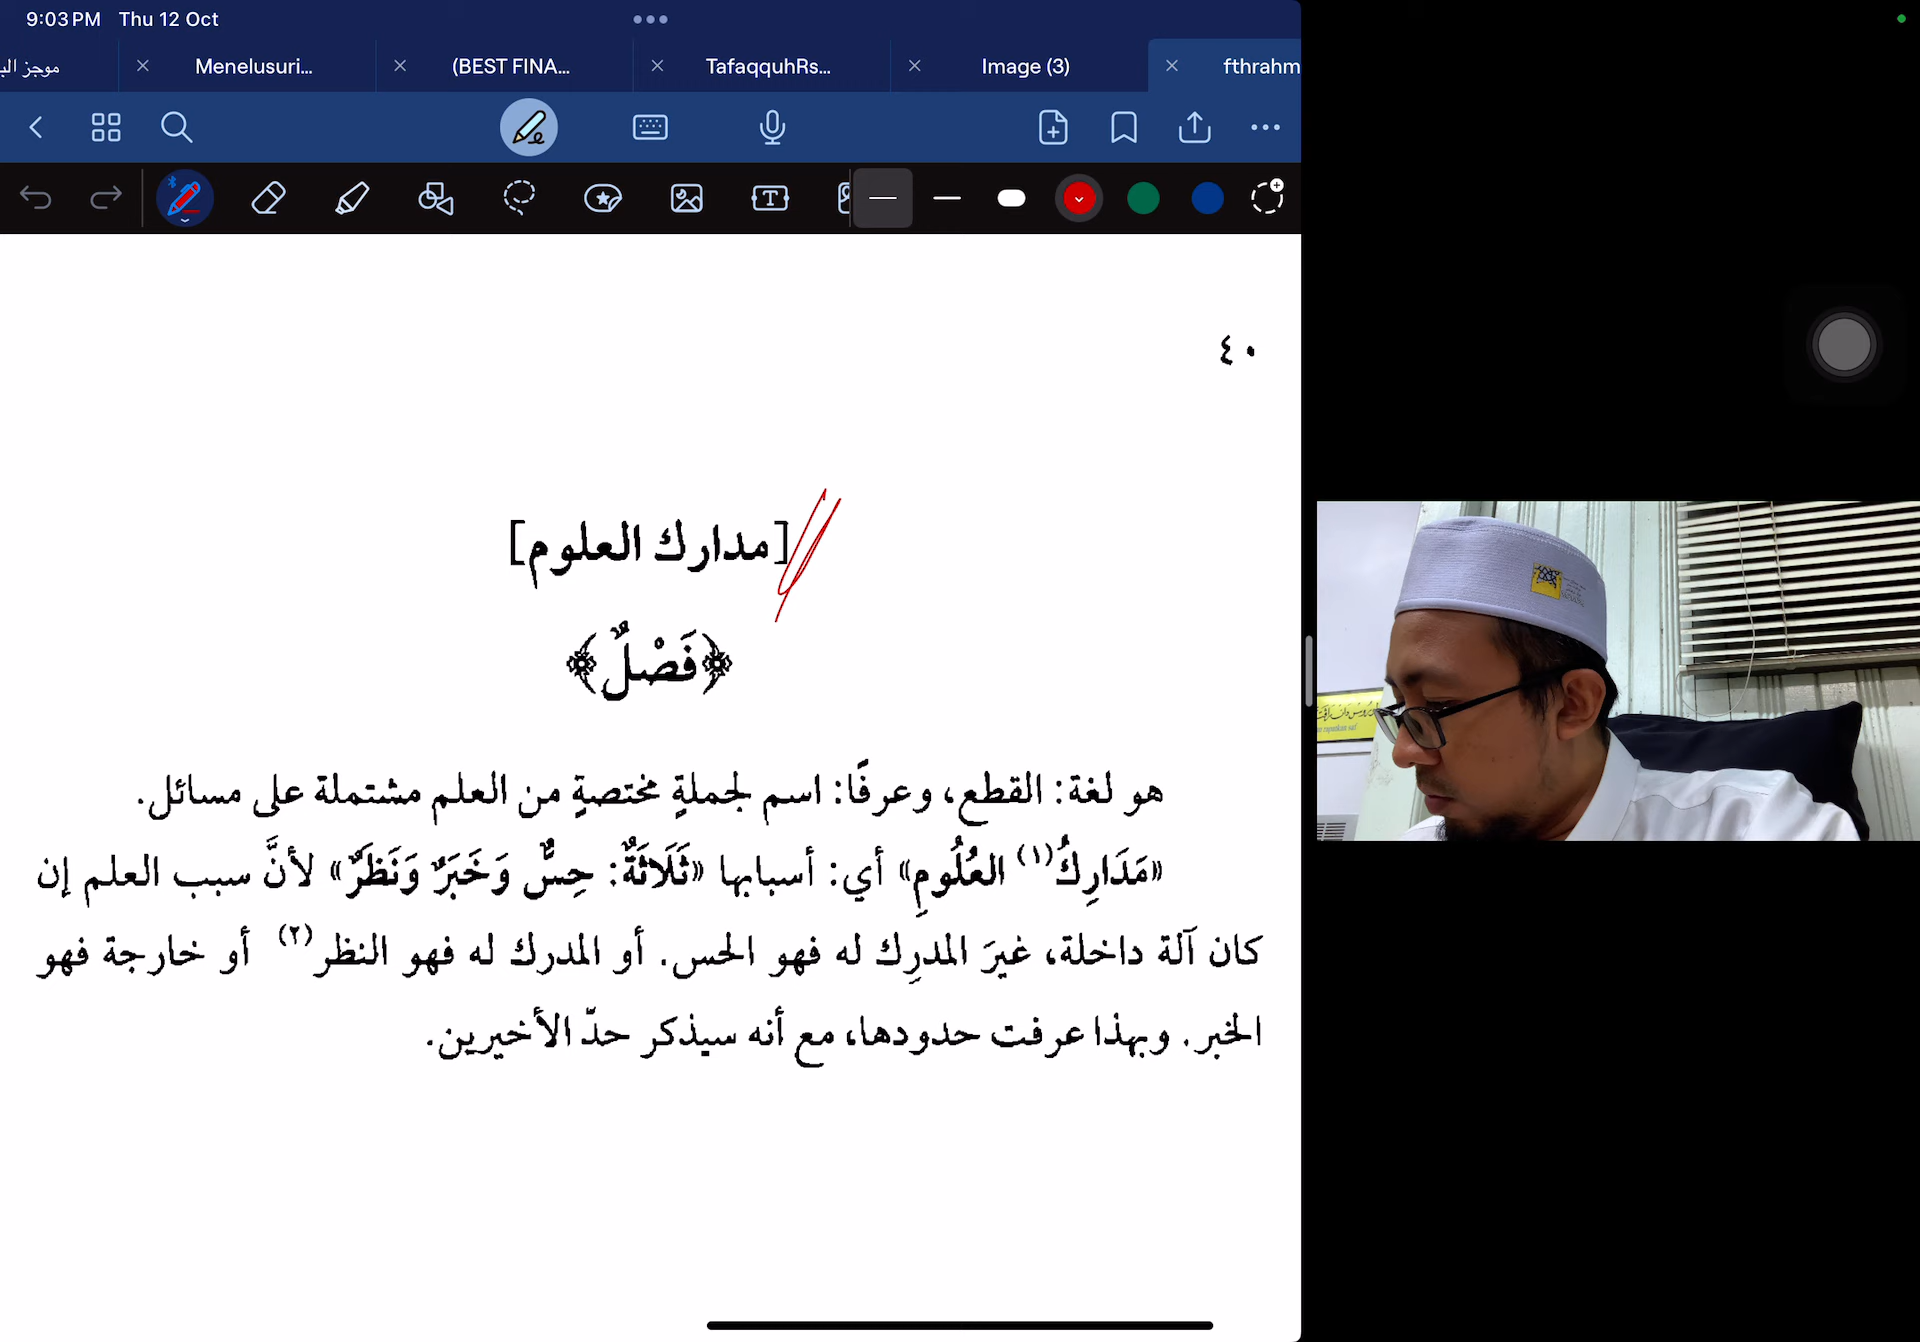 9:03 PM Thu 12 Oct
Menelusuri...
(BEST FINA...
TafaqquhRs...
Image (3)
fthrahm
٤٠
[مدارك العلوم]
﴿فَصْلٌ﴾
هو لغة: القطع، وعرفًا: اسم لجملةٍ مختصةٍ من العلم مشتملة على مسائل.
«مَدَارِكُ(١) العُلُومِ» أي: أسبابها «ثَلَاثَةٌ: حِسٌّ وَخَبَرٌ وَنَظَرٌ» لأنَّ سبب العلم إن
كان آلة داخلة، غيرَ المدرِك له فهو الحس. أو المدرك له فهو النظر(٢) أو خارجة فهو
الخبر. وبهذا عرفت حدودها، مع أنه سيذكر حدّ الأخيرين.